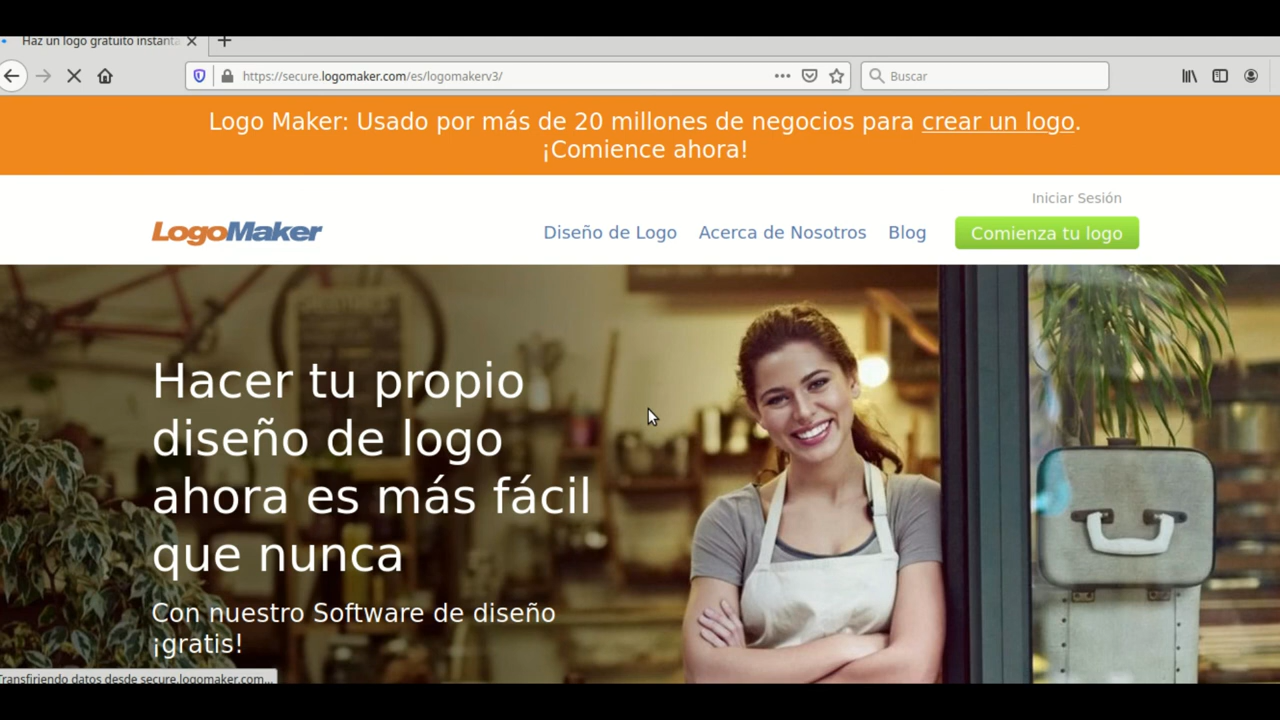 Haz un logo gratuito instanta
https://secure.logomaker.com/es/logomakerv3/
Buscar
Logo Maker: Usado por más de 20 millones de negocios para crear un logo.
¡Comience ahora!
Iniciar Sesión
LogoMaker
Diseño de Logo Acerca de Nosotros Blog Comienza tu logo
Hacer tu propio
diseño de logo
ahora es más fácil
que nunca
Con nuestro Software de diseño
¡gratis!
Transfiriendo datos desde secure.logomaker.com...